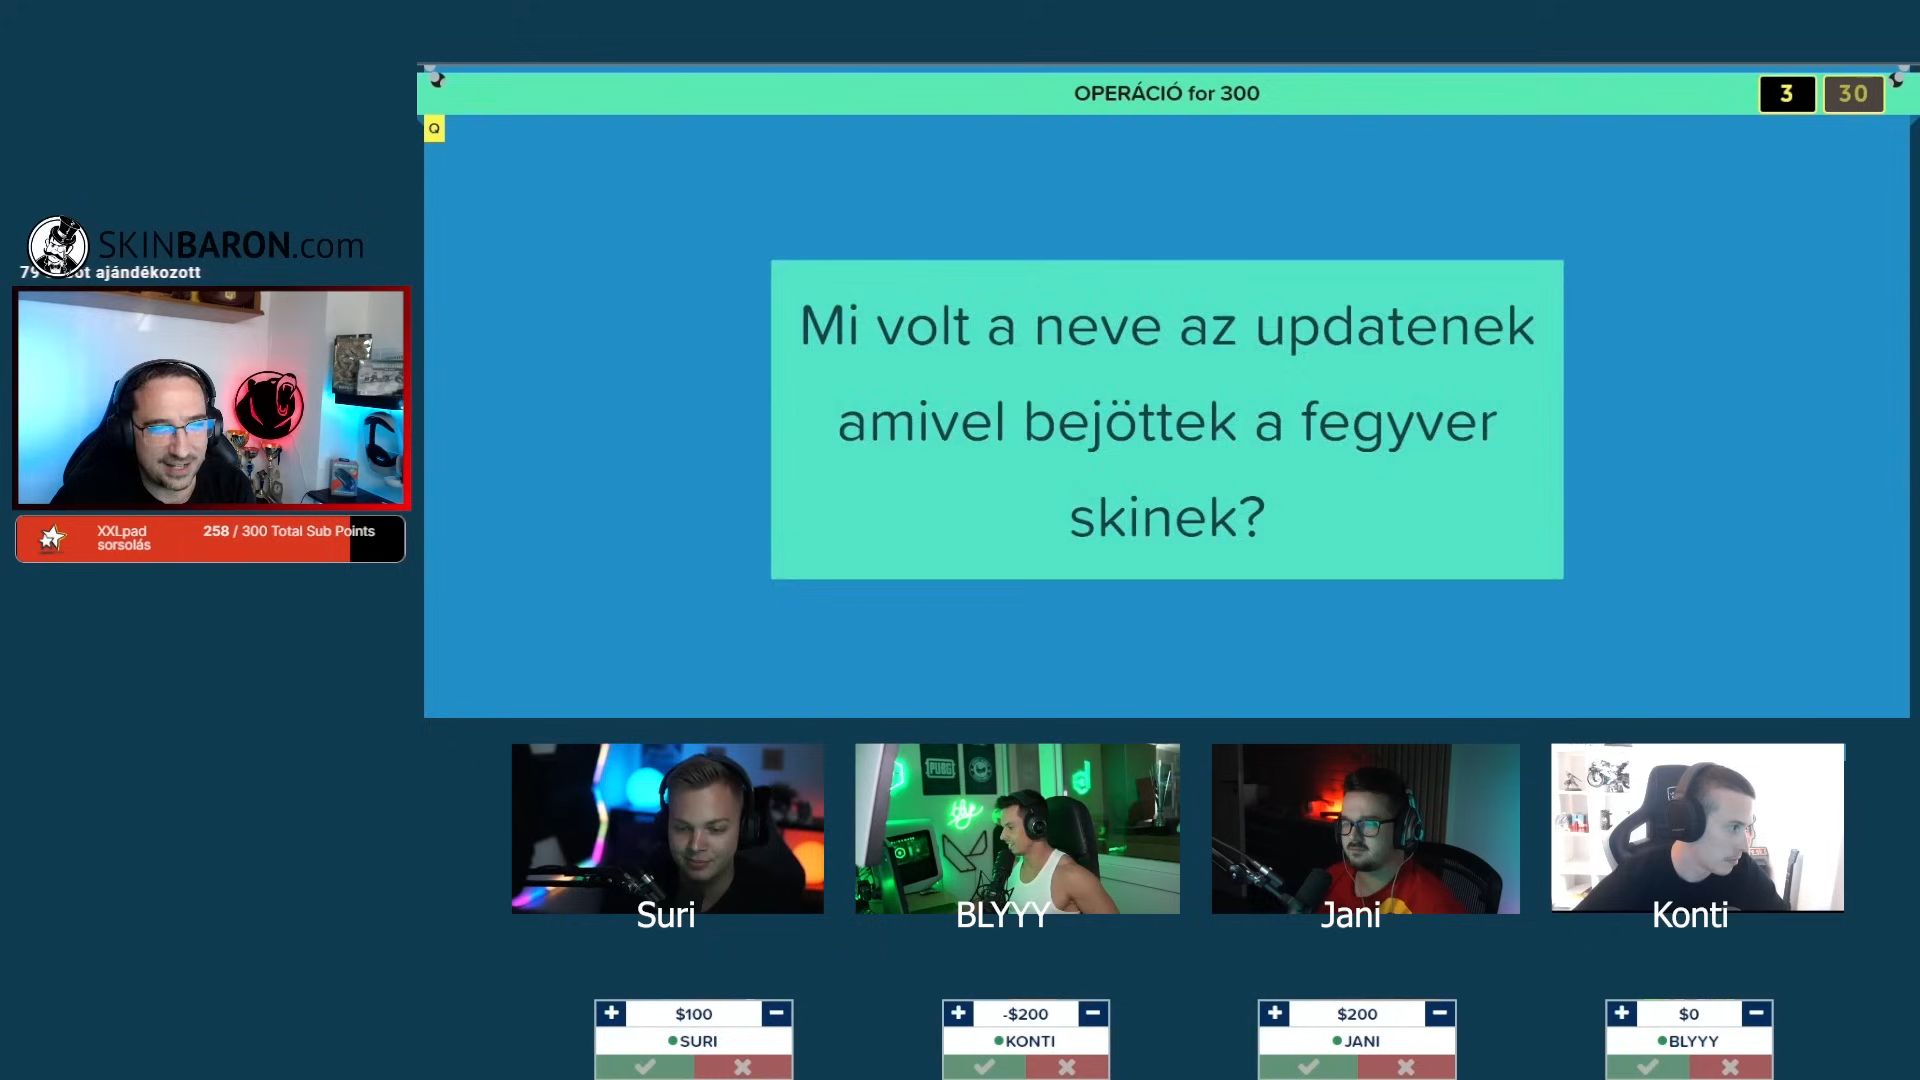 OPERÁCIÓ for 300
3
30
Q
SKINBARON.com
ajándékozott
Mi volt a neve az updatenek
amivel bejöttek a fegyver
skinek?
XXLpad
sorsolás
258 / 300 Total Sub Points
PUBG
Suri
BLYYY
Jani
Konti
$100
SURI
-$200
KONTI
$200
JANI
$0
BLYYY